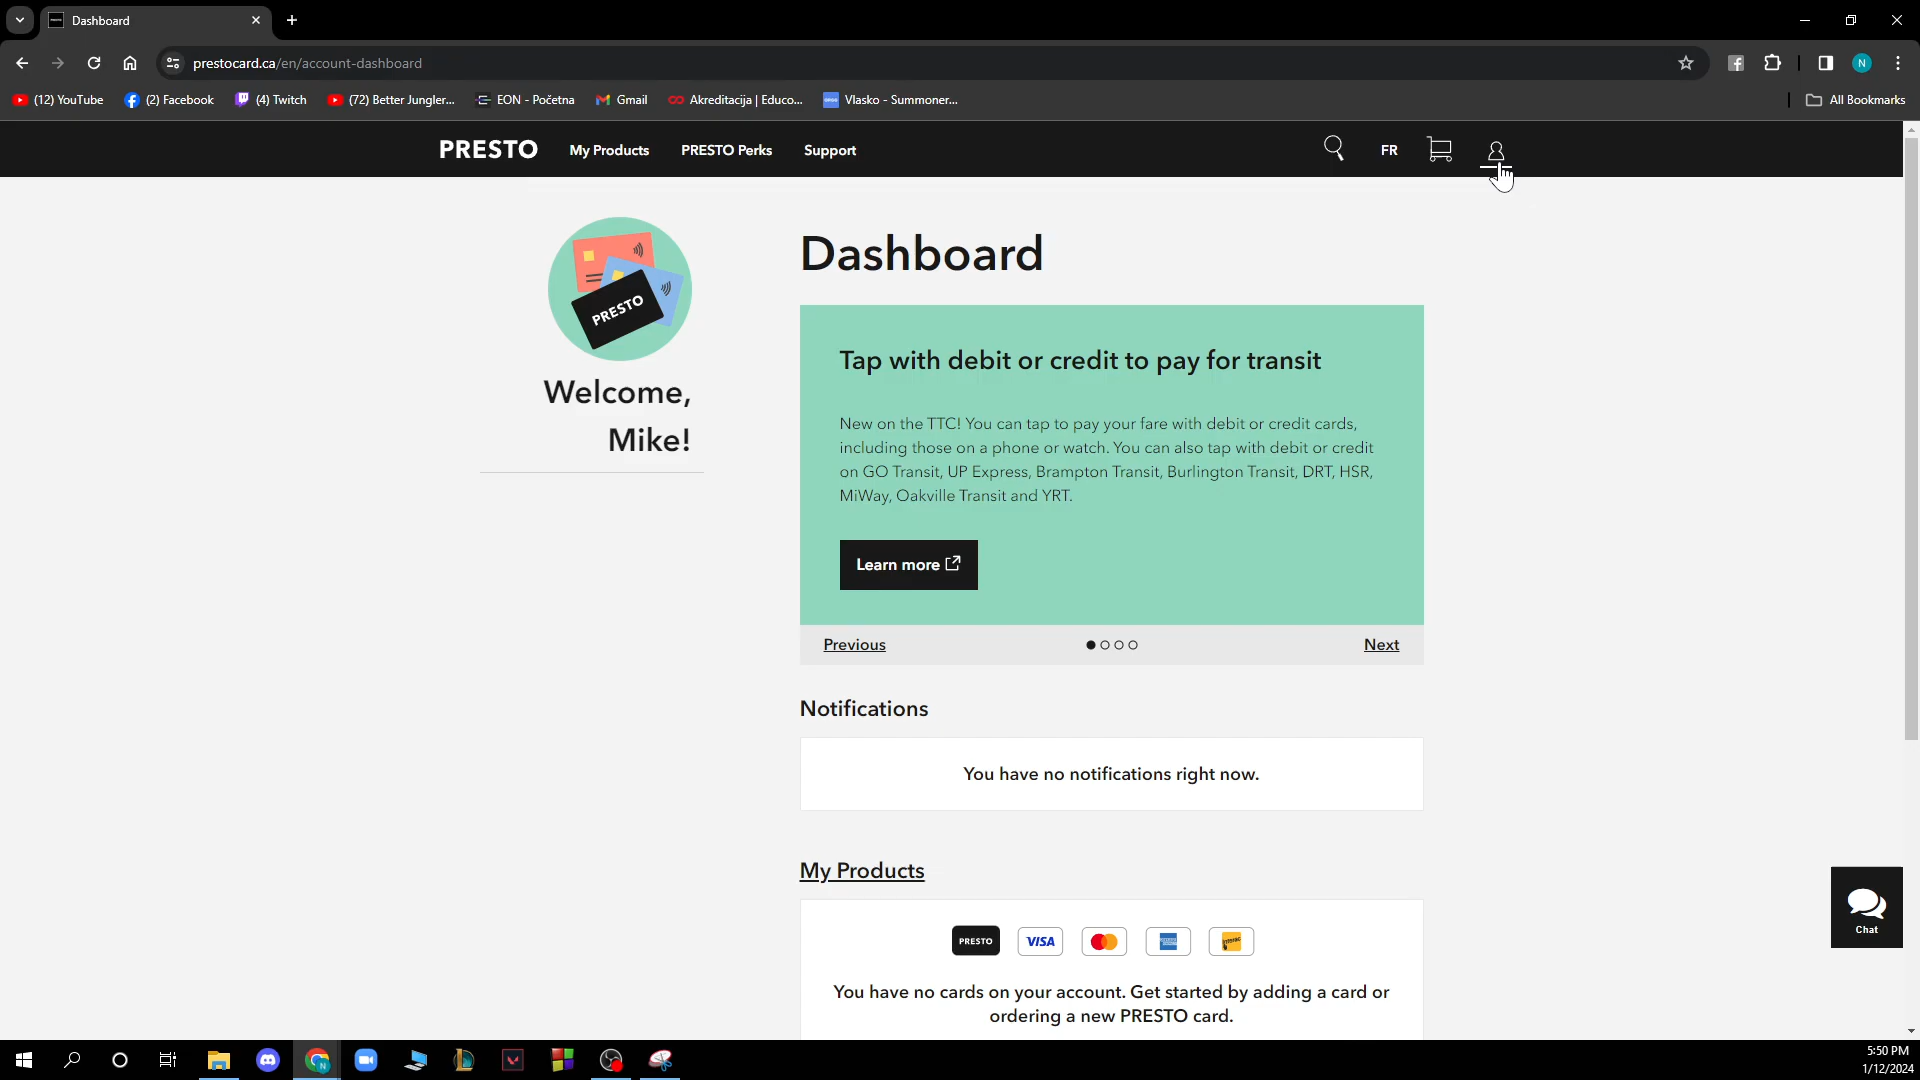 Dashboard
prestocard.ca/en/account-dashboard
N
(12) YouTube
(2) Facebook
(4) Twitch
(72) Better Jungler...
EON - Početna
Gmail
Akreditacija | Educo...
Vlasko - Summoner...
All Bookmarks
PRESTO
My Products
PRESTO Perks
Support
FR
PRESTO
Welcome,
Mike!
Dashboard
Tap with debit or credit to pay for transit
New on the TTC! You can tap to pay your fare with debit or credit cards,
including those on a phone or watch. You can also tap with debit or credit
on GO Transit, UP Express, Brampton Transit, Burlington Transit, DRT, HSR,
MiWay, Oakville Transit and YRT.
Learn more
Previous
Next
Notifications
You have no notifications right now.
My Products
PRESTO
VISA
Interac
You have no cards on your account. Get started by adding a card or
ordering a new PRESTO card.
Chat
5:50 PM
1/12/2024